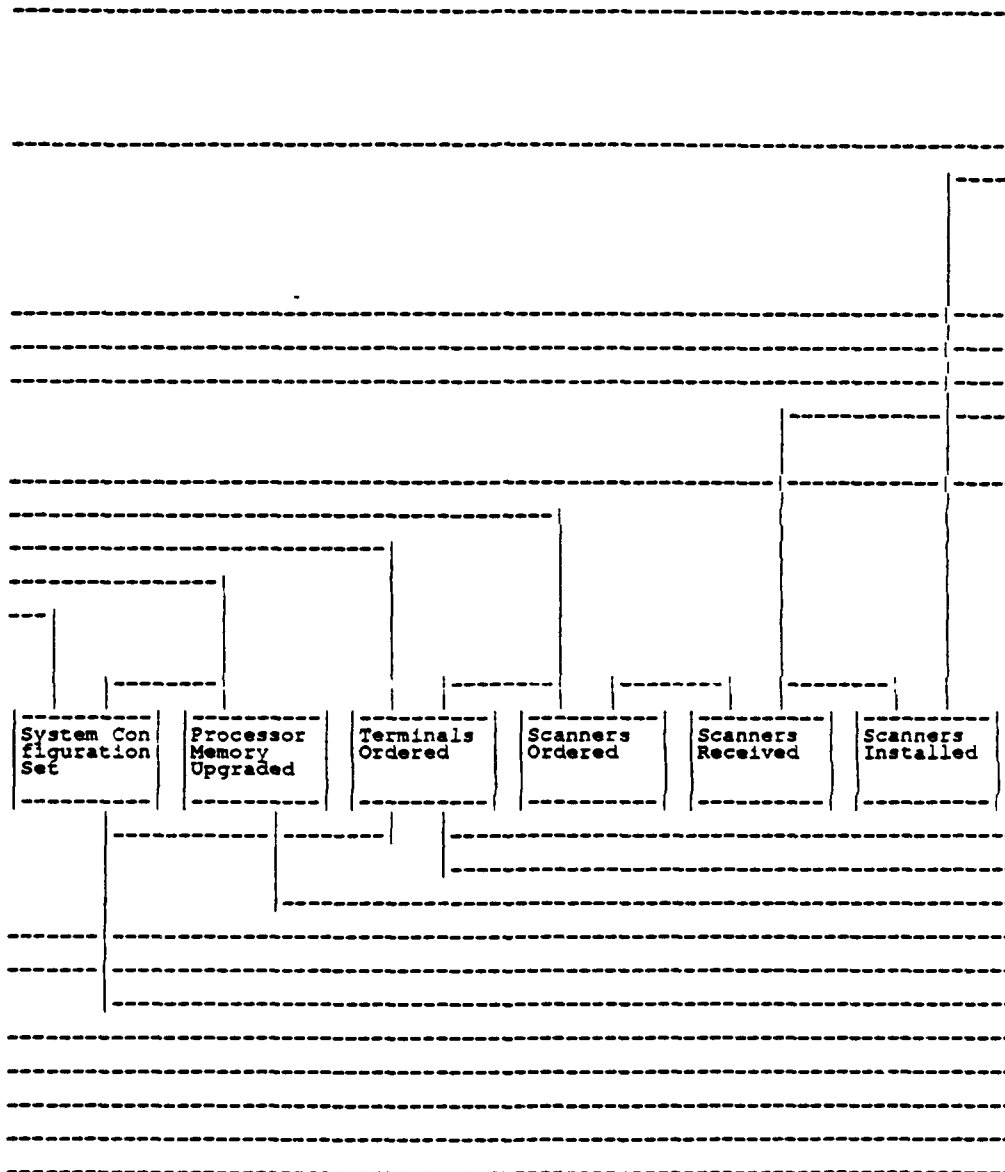 System Con
figuration
Set
Processor
Memory
Upgraded
Terminals
Ordered
Scanners
Ordered
Scanners
Received
Scanners
Installed